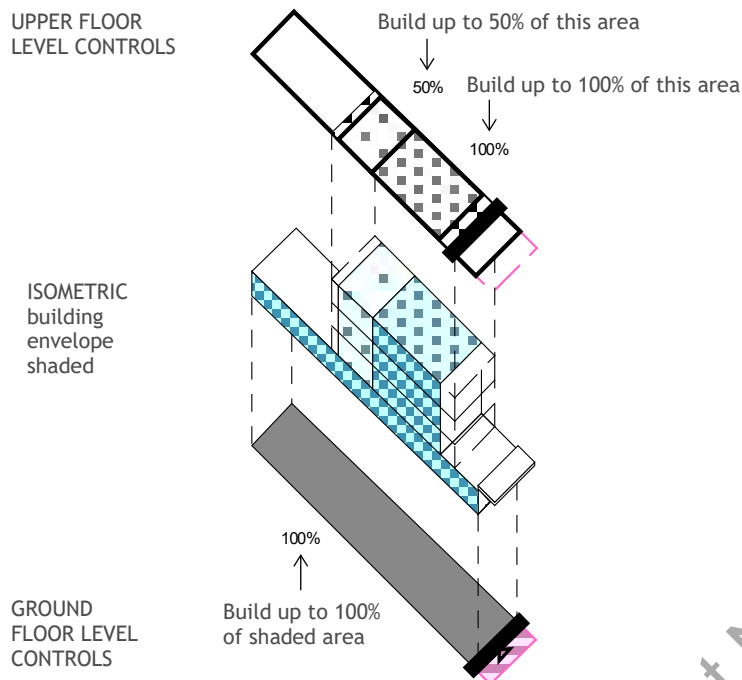 UPPER FLOOR
LEVEL CONTROLS
Build up to 50% of this area
50%
Build up to 100% of this area
100%
ISOMETRIC
building
envelope
shaded
100%
Build up to 100%
of shaded area
GROUND
FLOOR LEVEL
CONTROLS